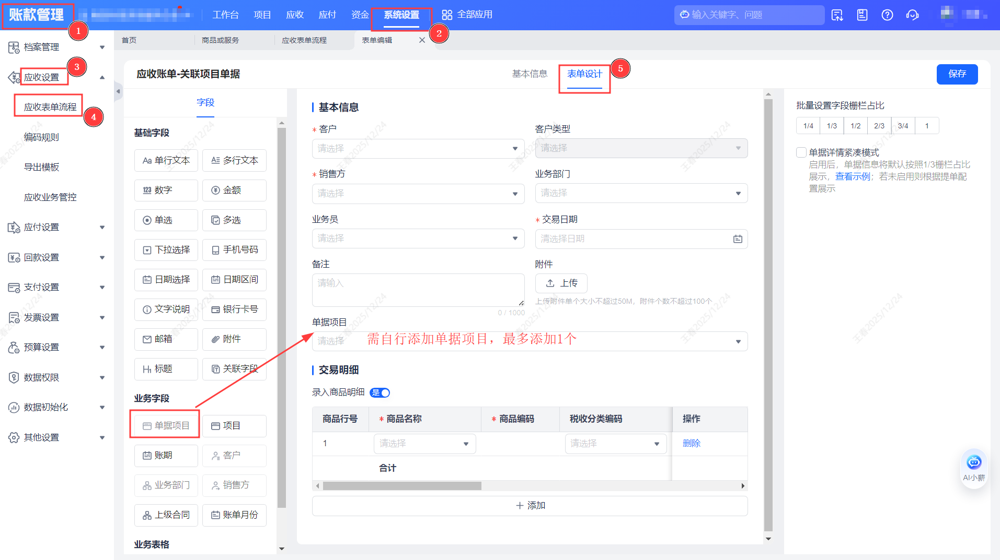 账款管理
工作台
项目
应收
应付
资金
系统设置
全部应用
输入关键字、问题
1
2
3
4
5
首页
商品或服务
应收表单流程
表单编辑
档案管理
应收设置
应收表单流程
编码规则
导出模板
应收业务管控
应付设置
回款设置
支付设置
发票设置
预算设置
数据权限
数据初始化
其他设置
应收账单-关联项目单据
基本信息
表单设计
保存
字段
基础字段
单行文本
多行文本
数字
金额
单选
多选
下拉选择
手机号码
日期选择
日期区间
文字说明
银行卡号
邮箱
附件
标题
关联字段
业务字段
单据项目
项目
账期
客户
业务部门
销售方
上级合同
账单月份
业务表格
基本信息
* 客户
请选择
客户类型
请选择
* 销售方
请选择
业务部门
请选择
业务员
请选择
* 交易日期
请选择日期
备注
请输入
0 / 1000
附件
上传
上传附件单个大小不超过50M，附件个数不超过100个
单据项目
请选择
需自行添加单据项目，最多添加1个
交易明细
录入商品明细 是
商品行号
* 商品名称
* 商品编码
税收分类编码
操作
1
请选择
请选择
删除
合计
添加
批量设置字段栅栏占比
1/4 1/3 1/2 2/3 3/4 1
单据详情紧凑模式
启用后，单据信息将默认按照1/3栅栏占比
展示，查看示例；若未启用则根据提单配
置展示
AI小薪
王春2025/12/24